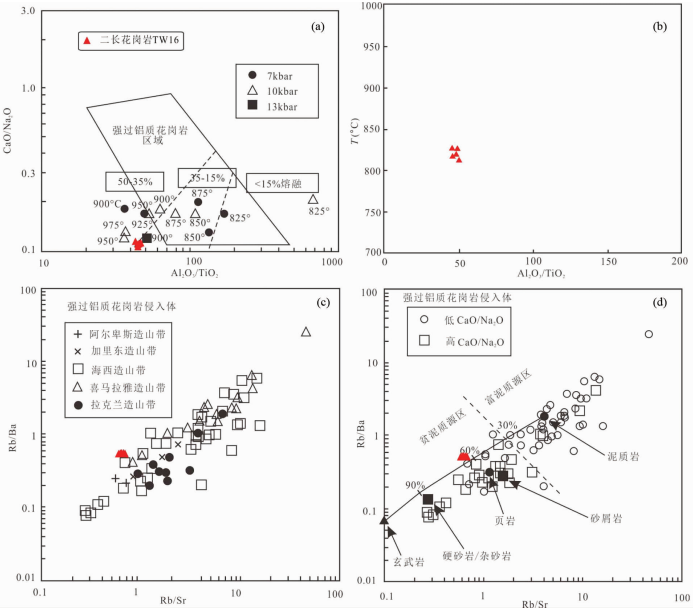 (a)
3.0
1.0
0.3
0.1
CaO/Na₂O
二长花岗岩TW16
7kbar
10kbar
13kbar
强过铝质花岗岩
区域
50-35%
35-15%
<15%熔融
900°C
950°
900°
875°
825°
925°
875°
850°
825°
975°
950°
900°
850°
10
100
1000
Al₂O₃/TiO₂
(b)
1000
950
900
850
800
750
700
T(°C)
0
50
100
150
200
Al₂O₃/TiO₂
(c)
100
10
1
0.1
0.01
Rb/Ba
强过铝质花岗岩侵入体
阿尔卑斯造山带
加里东造山带
海西造山带
喜马拉雅造山带
拉克兰造山带
0.1
1
10
100
Rb/Sr
(d)
100
10
1
0.1
0.01
Rb/Ba
强过铝质花岗岩侵入体
低CaO/Na₂O
高CaO/Na₂O
贫泥质源区
富泥质源区
30%
60%
90%
泥质岩
砂屑岩
页岩
硬砂岩/杂砂岩
玄武岩
0.1
1
10
100
Rb/Sr